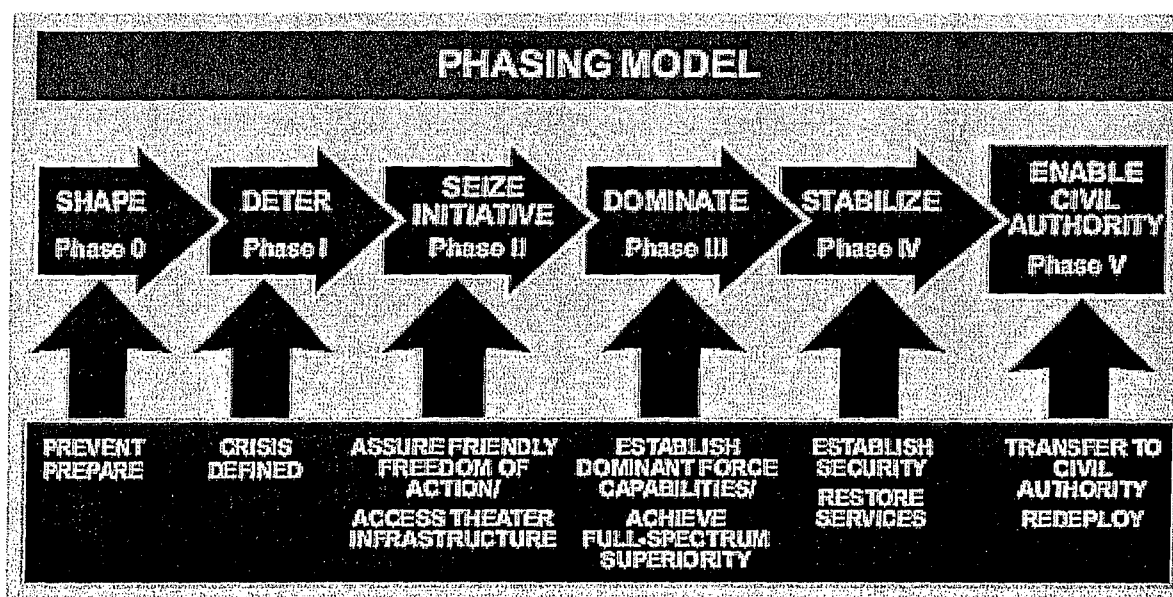 PHASING MODEL
SHAPE
Phase 0
DETER
Phase I
SEIZE
INITIATIVE
Phase II
DOMINATE
Phase III
STABILIZE
Phase IV
ENABLE
CIVIL
AUTHORITY
Phase V
PREVENT
PREPARE
CRISIS
DEFINED
ASSURE FRIENDLY
FREEDOM OF
ACTION/
ACCESS THEATER
INFRASTRUCTURE
ESTABLISH
DOMINANT FORCE
CAPABILITIES/
ACHIEVE
FULL-SPECTRUM
SUPERIORITY
ESTABLISH
SECURITY
RESTORE
SERVICES
TRANSFER TO
CIVIL
AUTHORITY
REDEPLOY